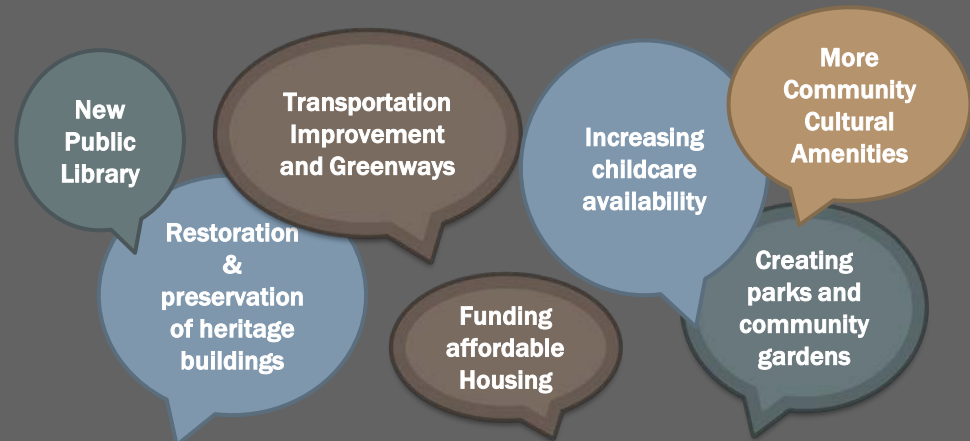 New
Public
Library
Transportation
Improvement
and Greenways
Increasing
childcare
availability
More
Community
Cultural
Amenities
Restoration
&
preservation
of heritage
buildings
Funding
affordable
Housing
Creating
parks and
community
gardens